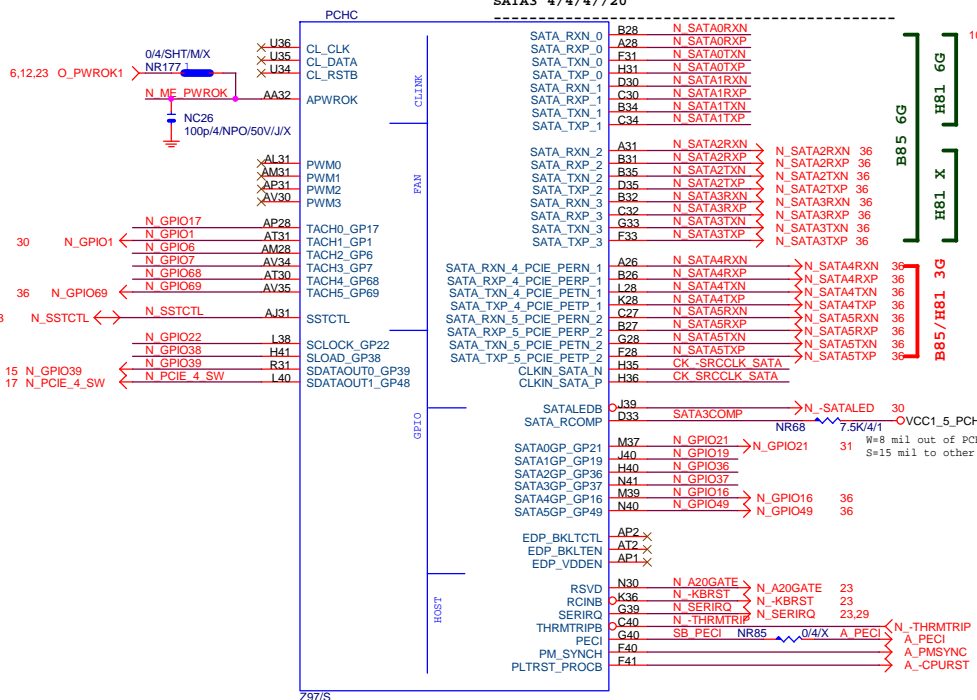 SATA3 4/4/4//20
PCHC
U36 CL_CLK
U35 CL_DATA
U34 CL_RSTB
0/4/SHT/M/X
6,12,23 O_PWROK1 NR177
N_ME_PWROK AA32 APWROK
NC26
100p/4/NPO/50V/J/X
CLINK
AL31 PWM0
AM31 PWM1
AP31 PWM2
AV30 PWM3
FAN
N_GPIO17 AP28 TACH0_GP17
30 N_GPIO1 N_GPIO1 AT31 TACH1_GP1
N_GPIO6 AM28 TACH2_GP6
N_GPIO7 AV34 TACH3_GP7
N_GPIO68 AT30 TACH4_GP68
36 N_GPIO69 N_GPIO69 AV35 TACH5_GP69
N_SSTCTL N_SSTCTL AJ31 SSTCTL
N_GPIO22 L38 SCLOCK_GP22
N_GPIO38 H41 SLOAD_GP38
15 N_GPIO39 N_GPIO39 R31 SDATAOUT0_GP39
17 N_PCIE_4_SW N_PCIE_4_SW L40 SDATAOUT1_GP48
GPIO
HOST
SATA_RXN_0 B28 N_SATA0RXN
SATA_RXP_0 A28 N_SATA0RXP
SATA_TXN_0 F31 N_SATA0TXN
SATA_TXP_0 H31 N_SATA0TXP
SATA_RXN_1 D30 N_SATA1RXN
SATA_RXP_1 C30 N_SATA1RXP
SATA_TXN_1 B34 N_SATA1TXN
SATA_TXP_1 C34 N_SATA1TXP
SATA_RXN_2 A31 N_SATA2RXN N_SATA2RXN 36
SATA_RXP_2 B31 N_SATA2RXP N_SATA2RXP 36
SATA_TXN_2 B35 N_SATA2TXN N_SATA2TXN 36
SATA_TXP_2 D35 N_SATA2TXP N_SATA2TXP 36
SATA_RXN_3 B32 N_SATA3RXN N_SATA3RXN 36
SATA_RXP_3 C32 N_SATA3RXP N_SATA3RXP 36
SATA_TXN_3 G33 N_SATA3TXN N_SATA3TXN 36
SATA_TXP_3 F33 N_SATA3TXP N_SATA3TXP 36
B85 6G
H81 6G
H81 X
SATA_RXN_4_PCIE_PERN_1 A26 N_SATA4RXN N_SATA4RXN 36
SATA_RXP_4_PCIE_PERP_1 B26 N_SATA4RXP N_SATA4RXP 36
SATA_TXN_4_PCIE_PETN_1 L28 N_SATA4TXN N_SATA4TXN 36
SATA_TXP_4_PCIE_PETP_1 K28 N_SATA4TXP N_SATA4TXP 36
SATA_RXN_5_PCIE_PERN_2 C27 N_SATA5RXN N_SATA5RXN 36
SATA_RXP_5_PCIE_PERP_2 B27 N_SATA5RXP N_SATA5RXP 36
SATA_TXN_5_PCIE_PETN_2 G28 N_SATA5TXN N_SATA5TXN 36
SATA_TXP_5_PCIE_PETP_2 F28 N_SATA5TXP N_SATA5TXP 36
B85/H81 3G
CLKIN_SATA_N H35 CK_-SRCCLK_SATA
CLKIN_SATA_P H36 CK_SRCCLK_SATA
SATALEDB J39 N_-SATALED 30
SATA_RCOMP D33 SATA3COMP NR68 7.5K/4/1 VCC1_5_PCH
W=8 mil out of PCH
S=15 mil to other
SATA0GP_GP21 M37 N_GPIO21 N_GPIO21 31
SATA1GP_GP19 J40 N_GPIO19
SATA2GP_GP36 H40 N_GPIO36
SATA3GP_GP37 N41 N_GPIO37
SATA4GP_GP16 M39 N_GPIO16 N_GPIO16 36
SATA5GP_GP49 N40 N_GPIO49 N_GPIO49 36
EDP_BKLTCTL AP2
EDP_BKLTEN AT2
EDP_VDDEN AP1
RSVD N30 N_A20GATE N_A20GATE 23
RCINB K36 N_-KBRST N_-KBRST 23
SERIRQ G39 N_SERIRQ N_SERIRQ 23,29
THRMTRIPB C40 N_-THRMTRIP N_-THRMTRIP
PECI G40 SB_PECI NR85 0/4/X A_PECI A_PECI
PM_SYNCH F40 A_PMSYNC
PLTRST_PROCB F41 A_-CPURST
Z97/S